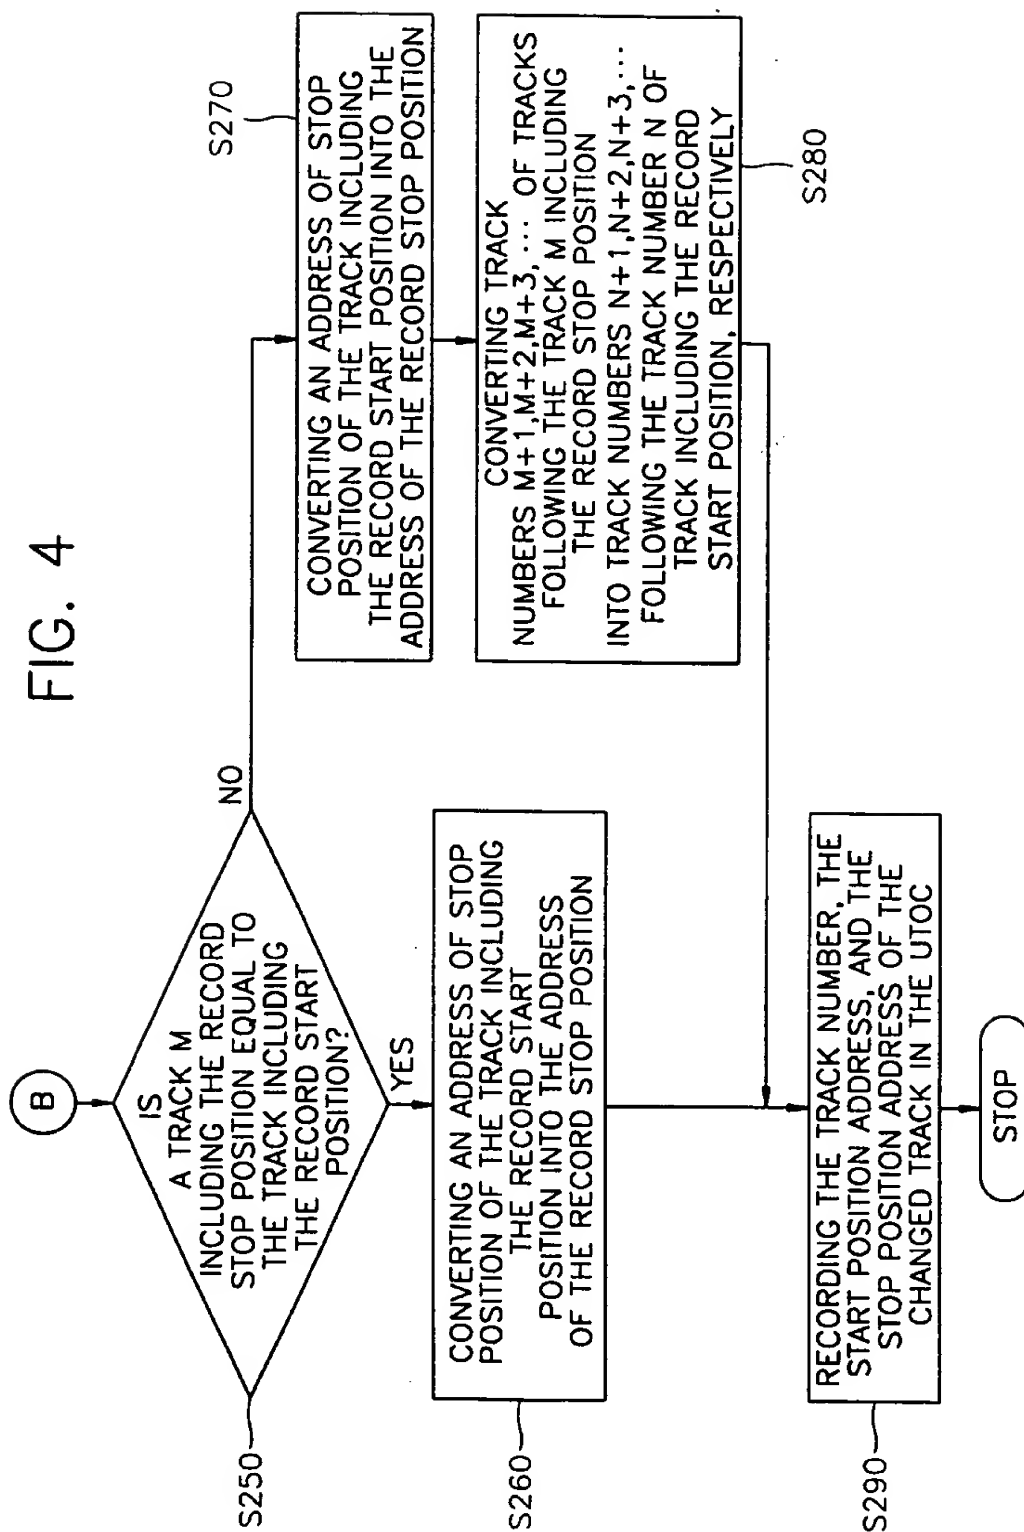 FIG. 4
B
IS
A TRACK M
INCLUDING THE RECORD
STOP POSITION EQUAL TO
THE TRACK INCLUDING
THE RECORD START
POSITION?
S250
NO
YES
CONVERTING AN ADDRESS OF STOP
POSITION OF THE TRACK INCLUDING
THE RECORD START
POSITION INTO THE ADDRESS
OF THE RECORD STOP POSITION
S260
CONVERTING AN ADDRESS OF STOP
POSITION OF THE TRACK INCLUDING
THE RECORD START POSITION INTO THE
ADDRESS OF THE RECORD STOP POSITION
S270
CONVERTING TRACK
NUMBERS M+1,M+2,M+3, ··· OF TRACKS
FOLLOWING THE TRACK M INCLUDING
THE RECORD STOP POSITION
INTO TRACK NUMBERS N+1,N+2,N+3,···
FOLLOWING THE TRACK NUMBER N OF
TRACK INCLUDING THE RECORD
START POSITION, RESPECTIVELY
S280
RECORDING THE TRACK NUMBER, THE
START POSITION ADDRESS, AND THE
STOP POSITION ADDRESS OF THE
CHANGED TRACK IN THE UTOC
S290
STOP